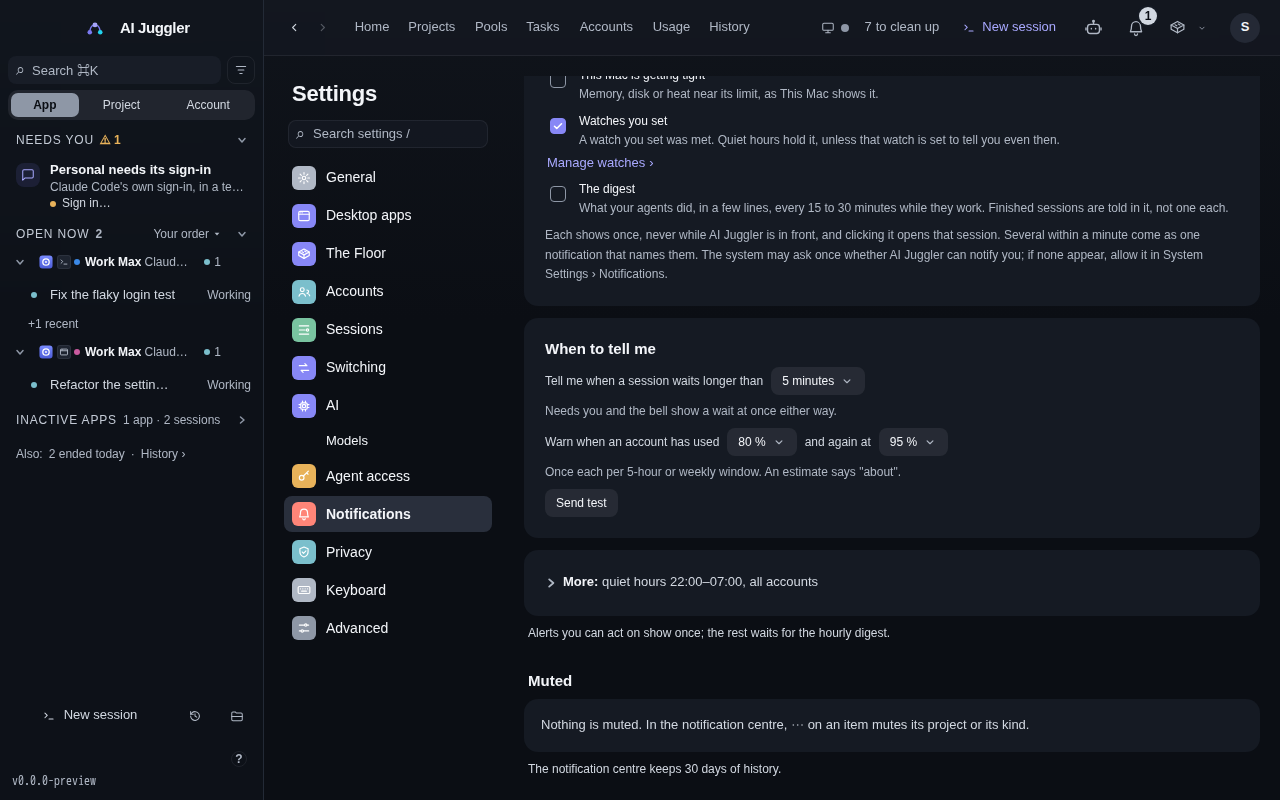 AI Juggler
Search ⌘K
App Project Account
NEEDS YOU 1
Personal needs its sign-in
Claude Code's own sign-in, in a te…
Sign in…
OPEN NOW 2 Your order
Work Max Claud… 1
Fix the flaky login test Working
+1 recent
Work Max Claud… 1
Refactor the settin… Working
INACTIVE APPS 1 app · 2 sessions
Also: 2 ended today · History ›
New session
?
v0.0.0-preview
Home Projects Pools Tasks Accounts Usage History
7 to clean up
New session
1
S
Settings
Search settings /
General
Desktop apps
The Floor
Accounts
Sessions
Switching
AI
Models
Agent access
Notifications
Privacy
Keyboard
Advanced
This Mac is getting tight
Memory, disk or heat near its limit, as This Mac shows it.
Watches you set
A watch you set was met. Quiet hours hold it, unless that watch is set to tell you even then.
Manage watches ›
The digest
What your agents did, in a few lines, every 15 to 30 minutes while they work. Finished sessions are told in it, not one each.
Each shows once, never while AI Juggler is in front, and clicking it opens that session. Several within a minute come as one
notification that names them. The system may ask once whether AI Juggler can notify you; if none appear, allow it in System
Settings › Notifications.
When to tell me
Tell me when a session waits longer than 5 minutes
Needs you and the bell show a wait at once either way.
Warn when an account has used 80 % and again at 95 %
Once each per 5-hour or weekly window. An estimate says "about".
Send test
More: quiet hours 22:00–07:00, all accounts
Alerts you can act on show once; the rest waits for the hourly digest.
Muted
Nothing is muted. In the notification centre, ⋯ on an item mutes its project or its kind.
The notification centre keeps 30 days of history.